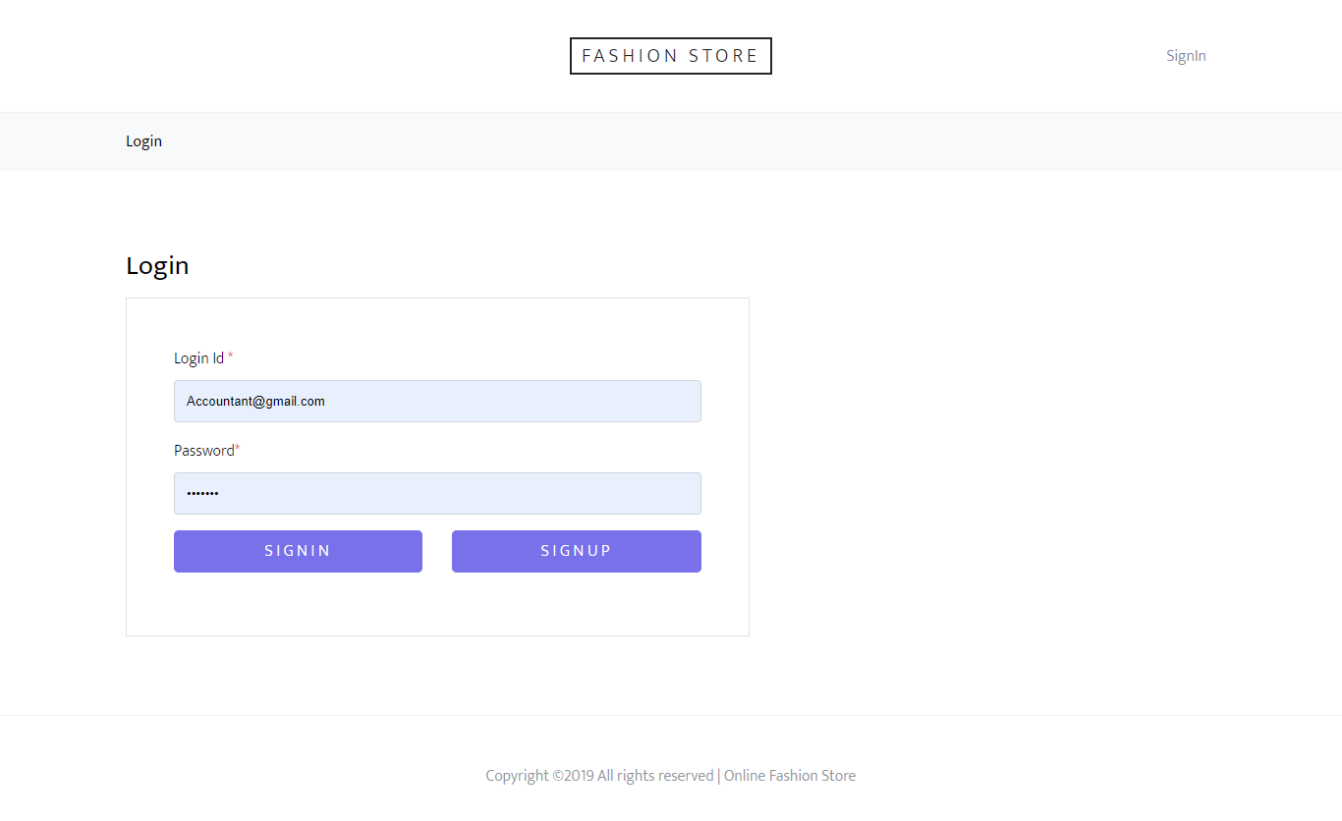 FASHION STORE
SignIn
Login
Login
Login Id *
Accountant@gmail.com
Password*
•••••••
SIGNIN
SIGNUP
Copyright ©2019 All rights reserved | Online Fashion Store